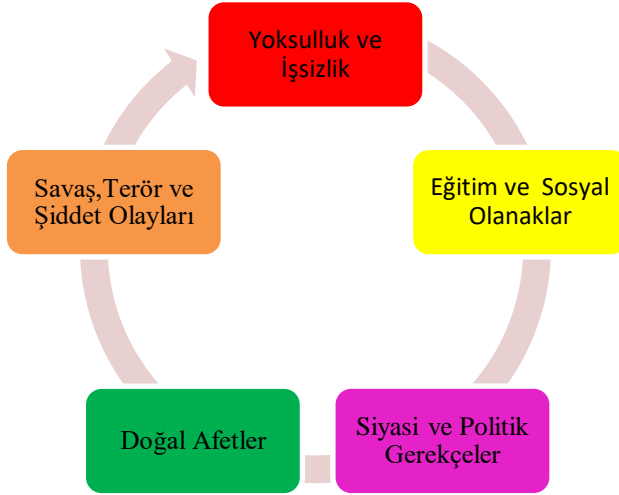 Yoksulluk ve
İşsizlik
Eğitim ve Sosyal
Olanaklar
Siyasi ve Politik
Gerekçeler
Doğal Afetler
Savaş,Terör ve
Şiddet Olayları